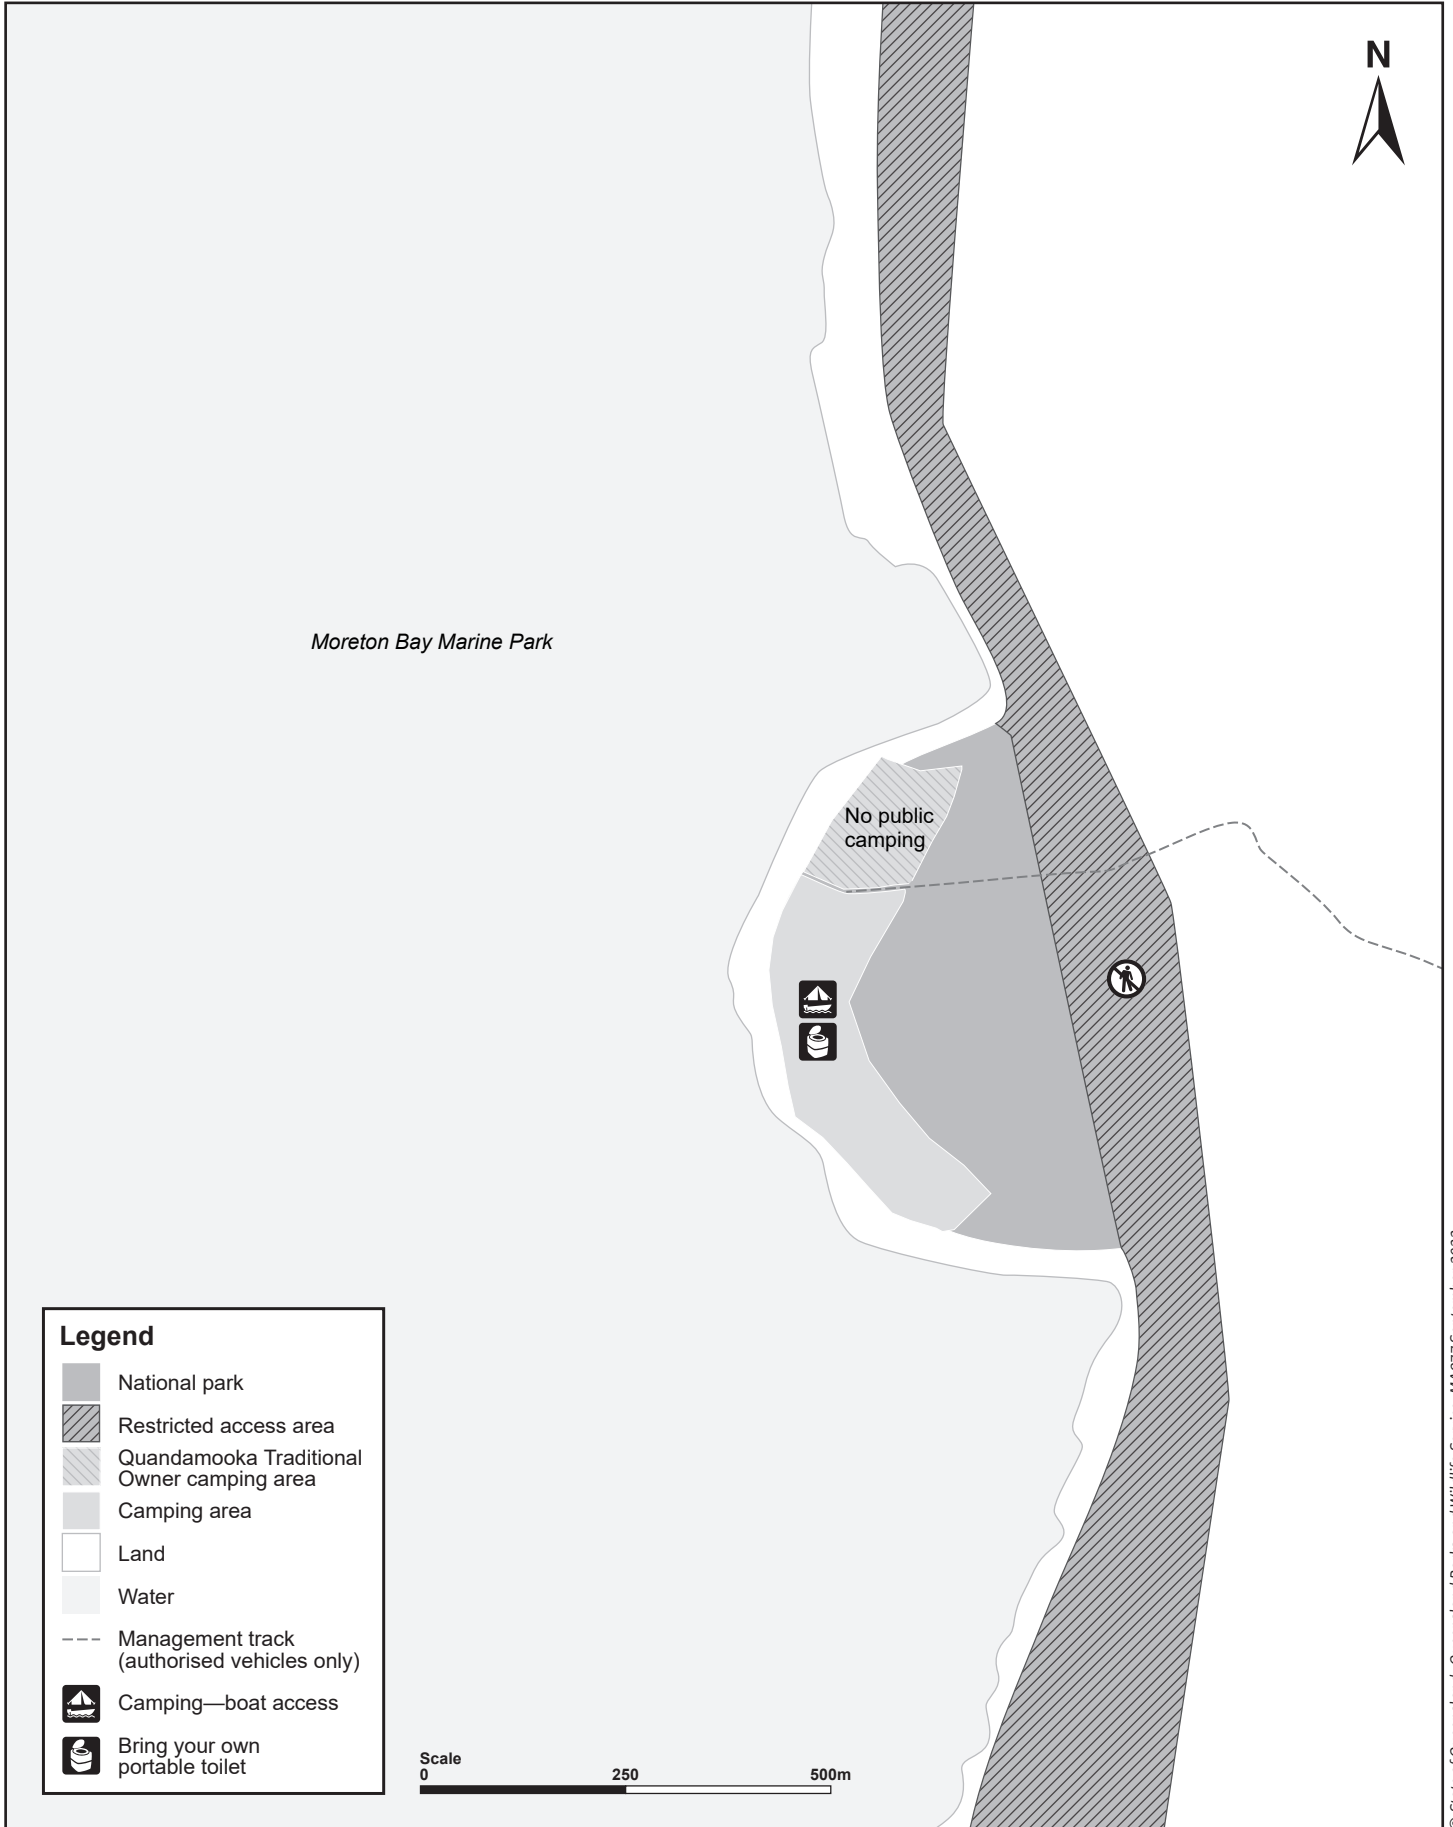 N
Moreton Bay Marine Park
No public
camping
Legend
National park
Restricted access area
Quandamooka Traditional
Owner camping area
Camping area
Land
Water
Management track
(authorised vehicles only)
Camping—boat access
Bring your own
portable toilet
Scale
0 250 500m